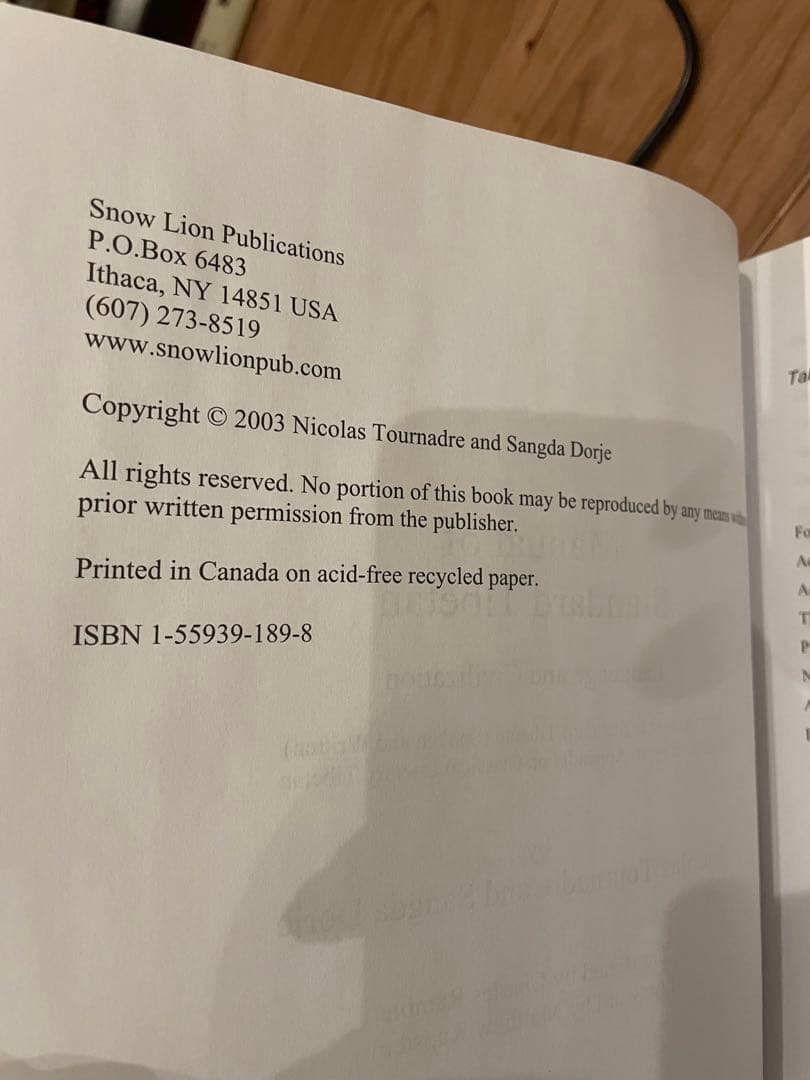 Snow Lion Publications
P.O.Box 6483
Ithaca, NY 14851 USA
(607) 273-8519
www.snowlionpub.com
Copyright © 2003 Nicolas Tournadre and Sangda Dorje
All rights reserved. No portion of this book may be reproduced by any means
prior written permission from the publisher.
Printed in Canada on acid-free recycled paper.
ISBN 1-55939-189-8